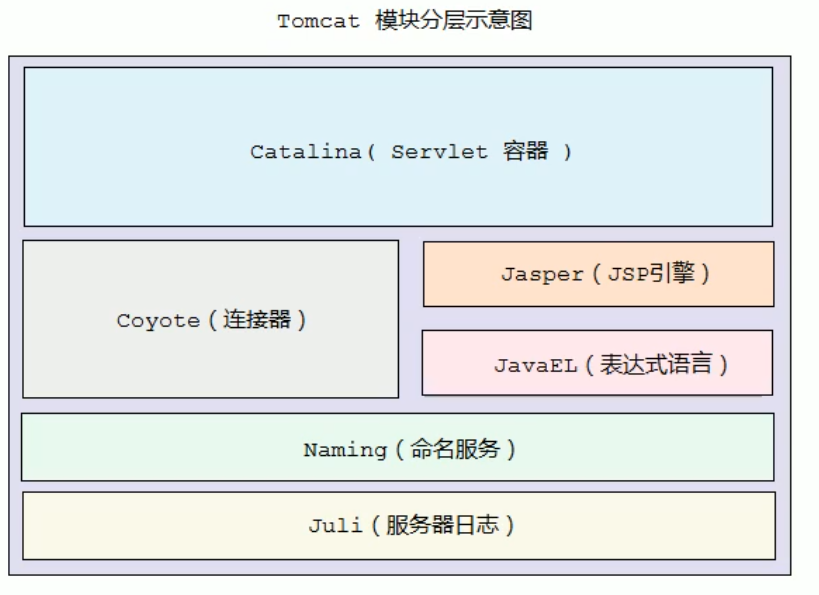 Tomcat 模块分层示意图
Catalina( Servlet 容器 )
Coyote(连接器)
Jasper(JSP引擎)
JavaEL(表达式语言)
Naming(命名服务)
Juli(服务器日志)